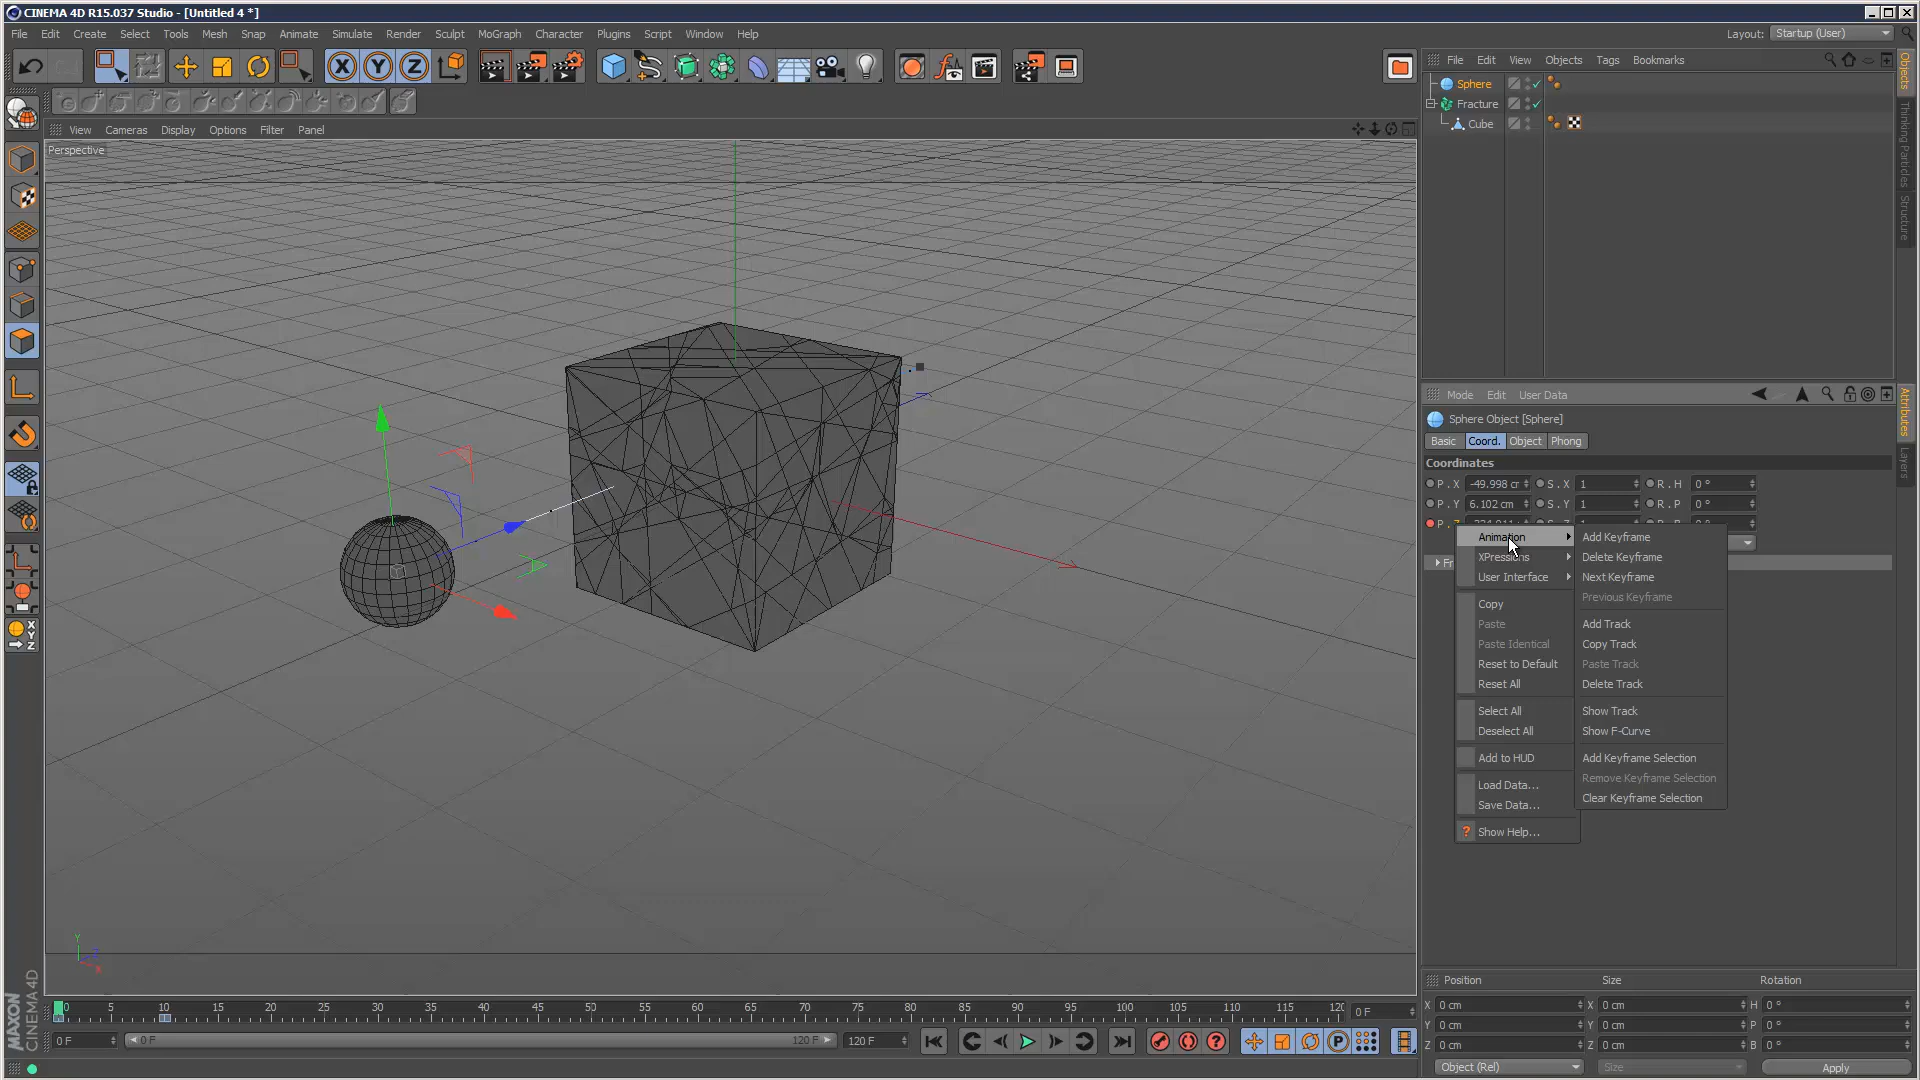 CINEMA 4D R15.037 Studio - [Untitled 4 *]
File Edit Create Select Tools Mesh Snap Animate Simulate Render Sculpt MoGraph Character Plugins Script Window Help
Layout: Startup (User)
File Edit View Objects Tags Bookmarks
Sphere
Fracture
Cube
Objects
Thinking Particles
Structure
View Cameras Display Options Filter Panel
Perspective
Mode Edit User Data
Sphere Object [Sphere]
Basic Coord. Object Phong
Coordinates
P . X -49.998 cr S . X 1 R . H 0 °
P . Y 6.102 cm S . Y 1 R . P 0 °
Attributes
Layers
Animation
XPressions
User Interface
Copy
Paste
Paste Identical
Reset to Default
Reset All
Select All
Deselect All
Add to HUD
Load Data...
Save Data...
? Show Help...
Add Keyframe
Delete Keyframe
Next Keyframe
Previous Keyframe
Add Track
Copy Track
Paste Track
Delete Track
Show Track
Show F-Curve
Add Keyframe Selection
Remove Keyframe Selection
Clear Keyframe Selection
Y
X
MAXON
CINEMA 4D
0 5 10 15 20 25 30 35 40 45 50 55 60 65 70 75 80 85 90 95 100 105 110 115 120
0 F
0 F 0 F 120 F 120 F
Position Size Rotation
X 0 cm X 0 cm H 0 °
Y 0 cm Y 0 cm P 0 °
Z 0 cm Z 0 cm B 0 °
Object (Rel) Size Apply